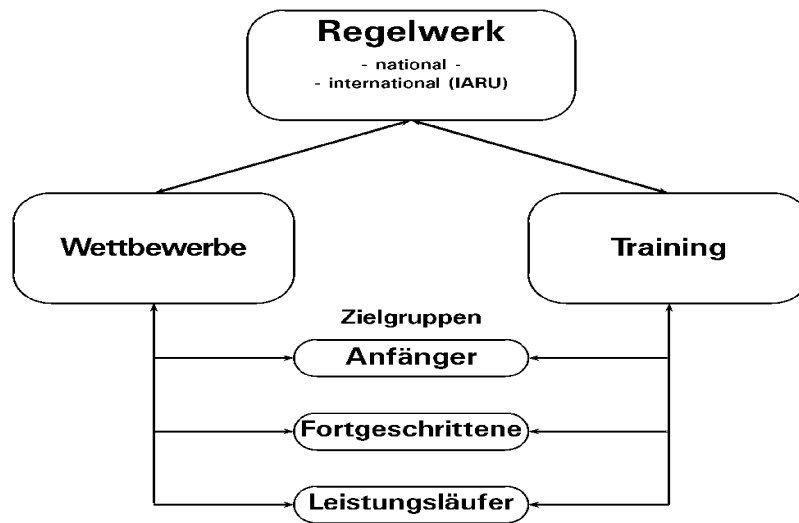 Regelwerk
- national -
- international (IARU)
Wettbewerbe
Training
Zielgruppen
Anfänger
Fortgeschrittene
Leistungsläufer